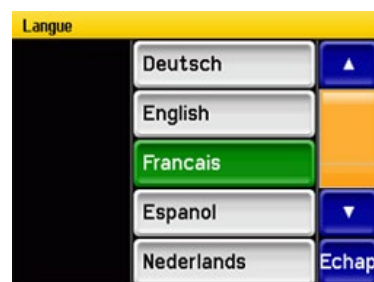 Langue
Deutsch
▲
English
Francais
Espanol
▼
Nederlands
Echap